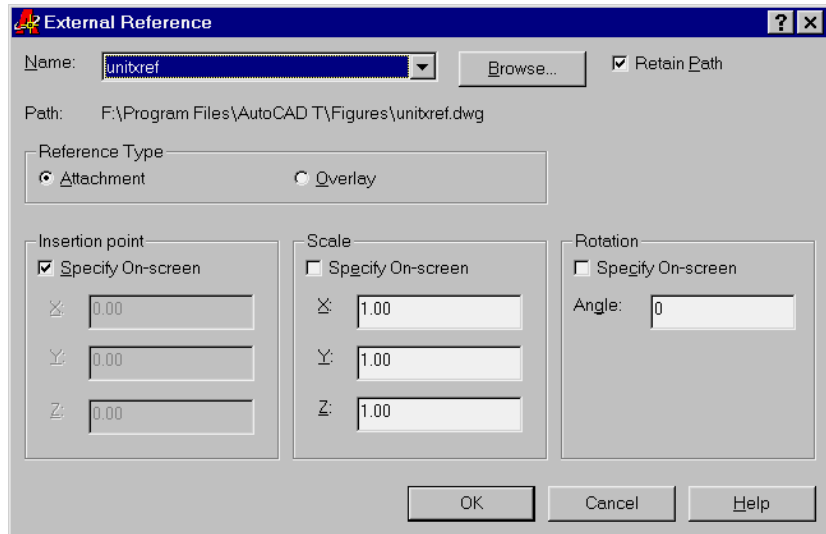 External Reference
Name: unitxref Browse... Retain Path
Path: F:\Program Files\AutoCAD T\Figures\unitxref.dwg
Reference Type
Attachment Overlay
Insertion point Scale Rotation
Specify On-screen Specify On-screen Specify On-screen
X: 0.00 X: 1.00 Angle: 0
Y: 0.00 Y: 1.00
Z: 0.00 Z: 1.00
OK Cancel Help